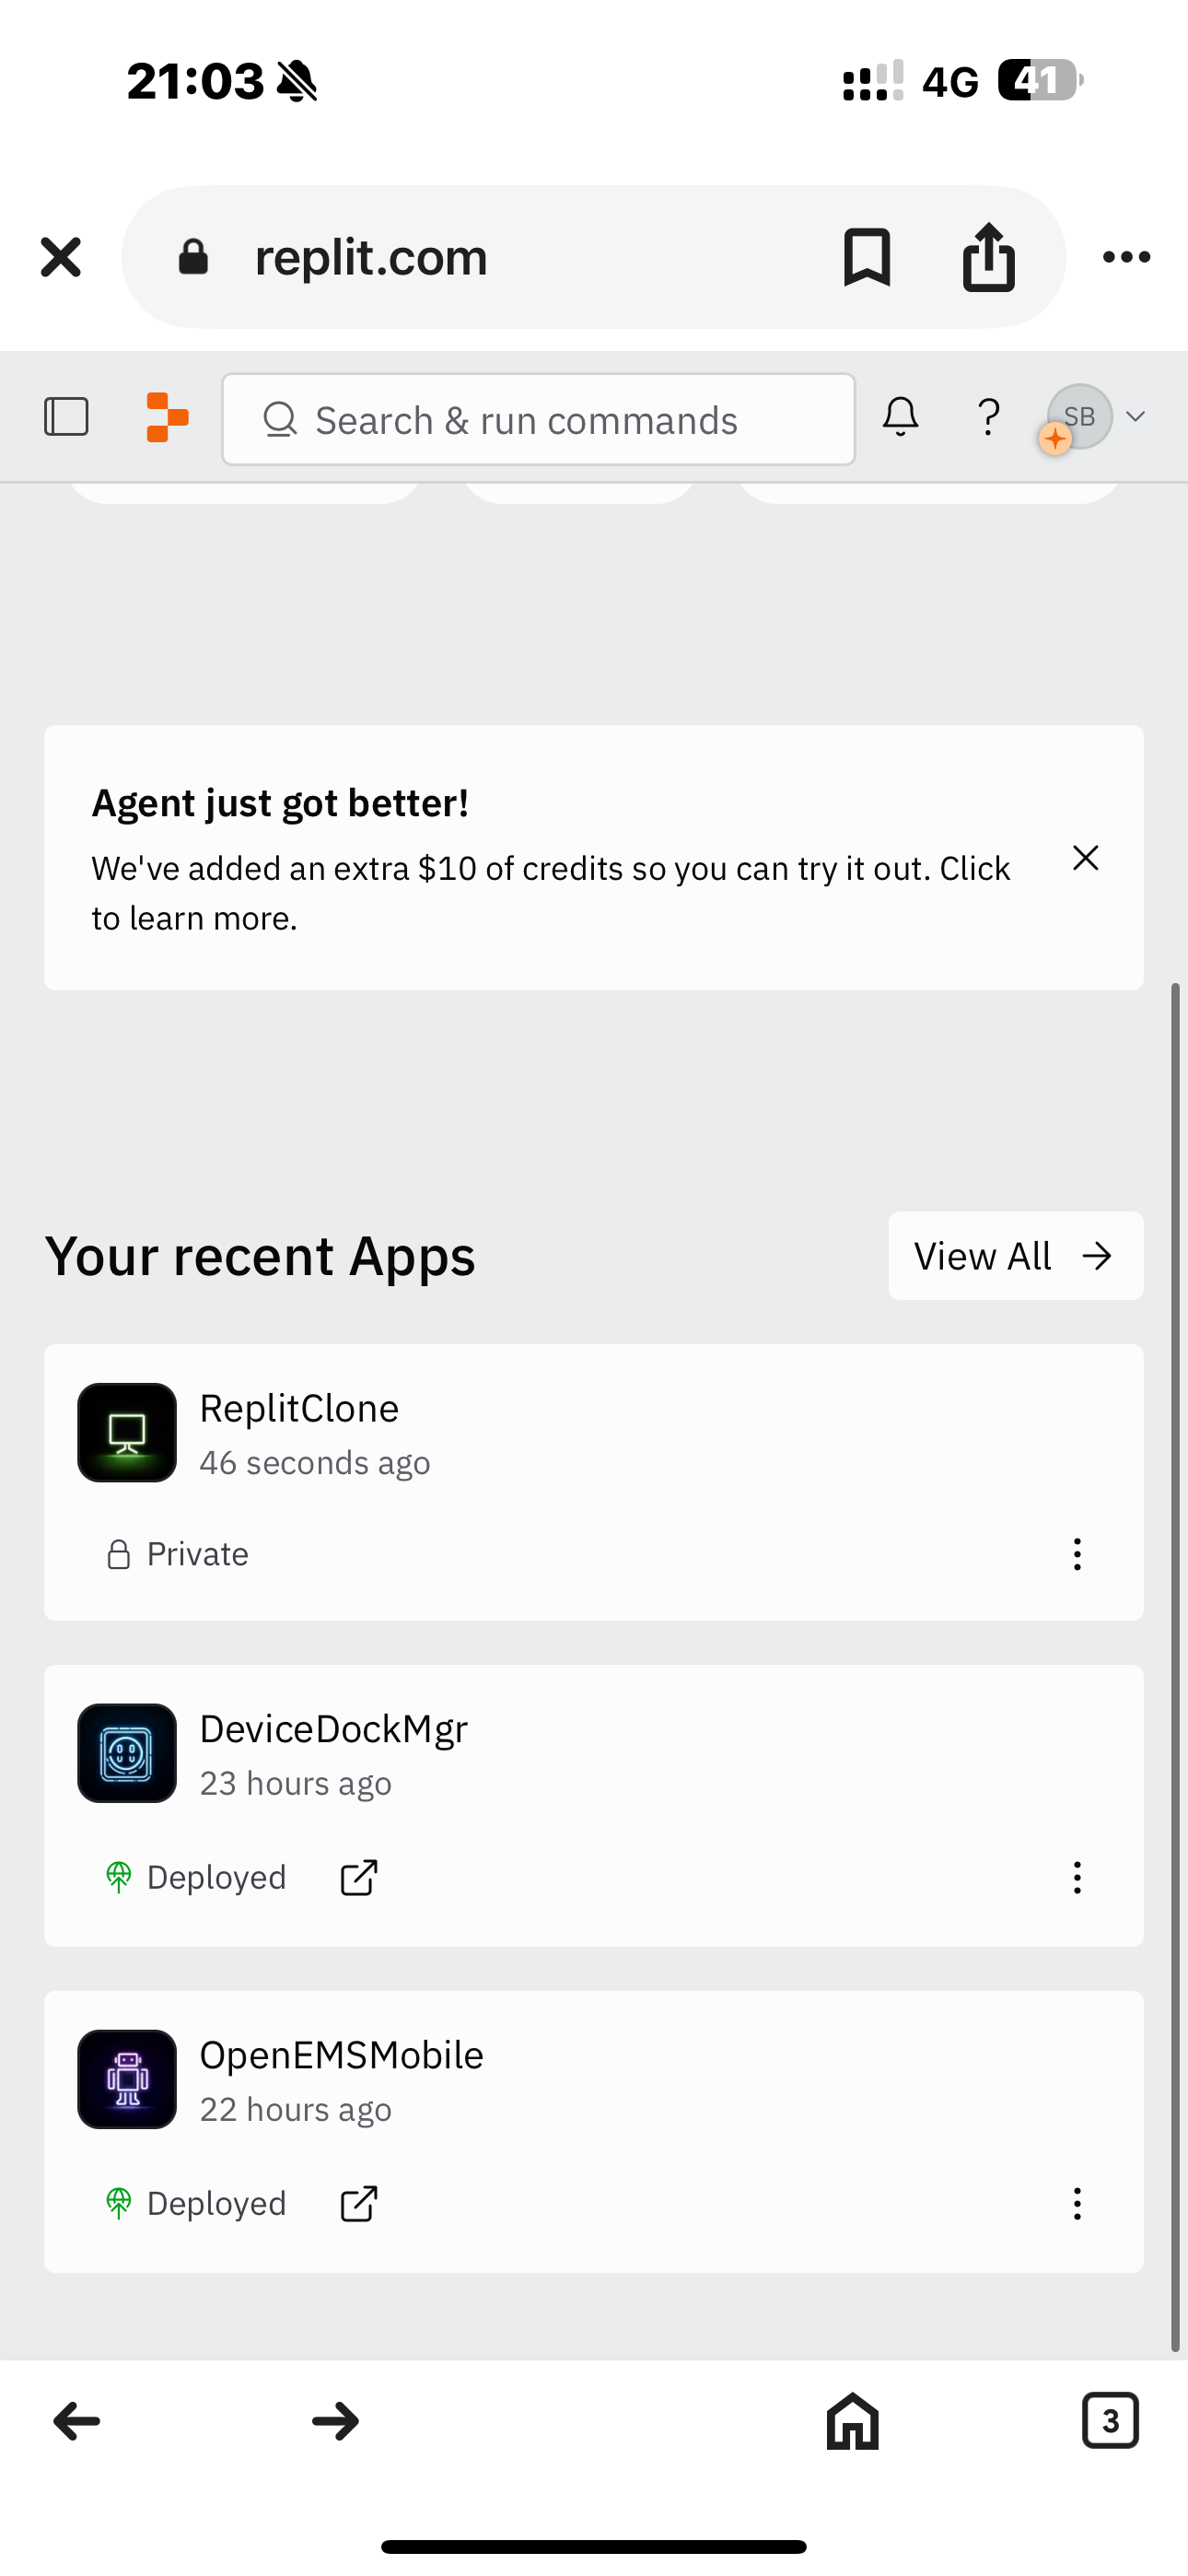 21:03
4G
41
replit.com
Search & run commands
SB
Agent just got better!
We've added an extra $10 of credits so you can try it out. Click
to learn more.
Your recent Apps
View All
ReplitClone
46 seconds ago
Private
DeviceDockMgr
23 hours ago
Deployed
OpenEMSMobile
22 hours ago
Deployed
3